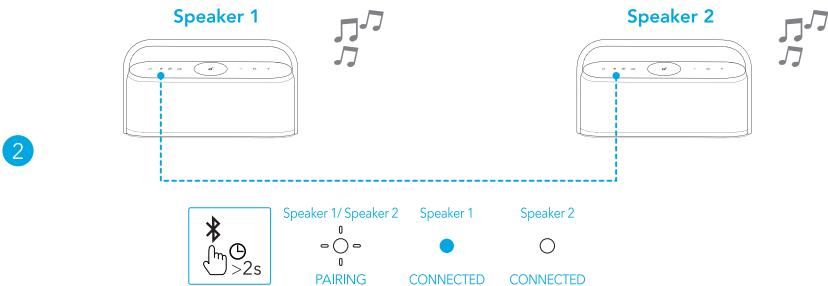 Speaker 1
Speaker 2
2
>2s
Speaker 1/ Speaker 2
PAIRING
Speaker 1
CONNECTED
Speaker 2
CONNECTED